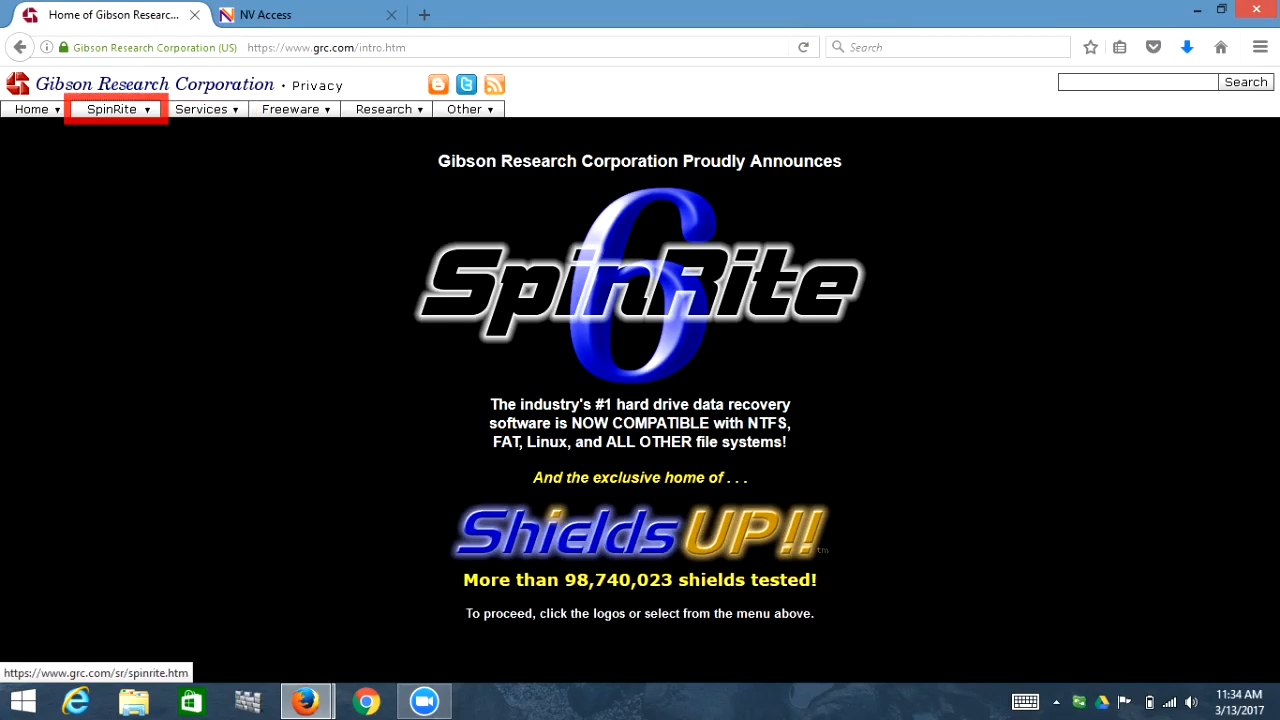 Home of Gibson Researc...
NV Access
Gibson Research Corporation (US)
https://www.grc.com/intro.htm
Search
Gibson Research Corporation • Privacy
Search
Home ▾
SpinRite ▾
Services ▾
Freeware ▾
Research ▾
Other ▾
Gibson Research Corporation Proudly Announces
6
SpinRite
The industry's #1 hard drive data recovery
software is NOW COMPATIBLE with NTFS,
FAT, Linux, and ALL OTHER file systems!
And the exclusive home of . . .
ShieldsUP!! tm
More than 98,740,023 shields tested!
To proceed, click the logos or select from the menu above.
https://www.grc.com/sr/spinrite.htm
11:34 AM
3/13/2017